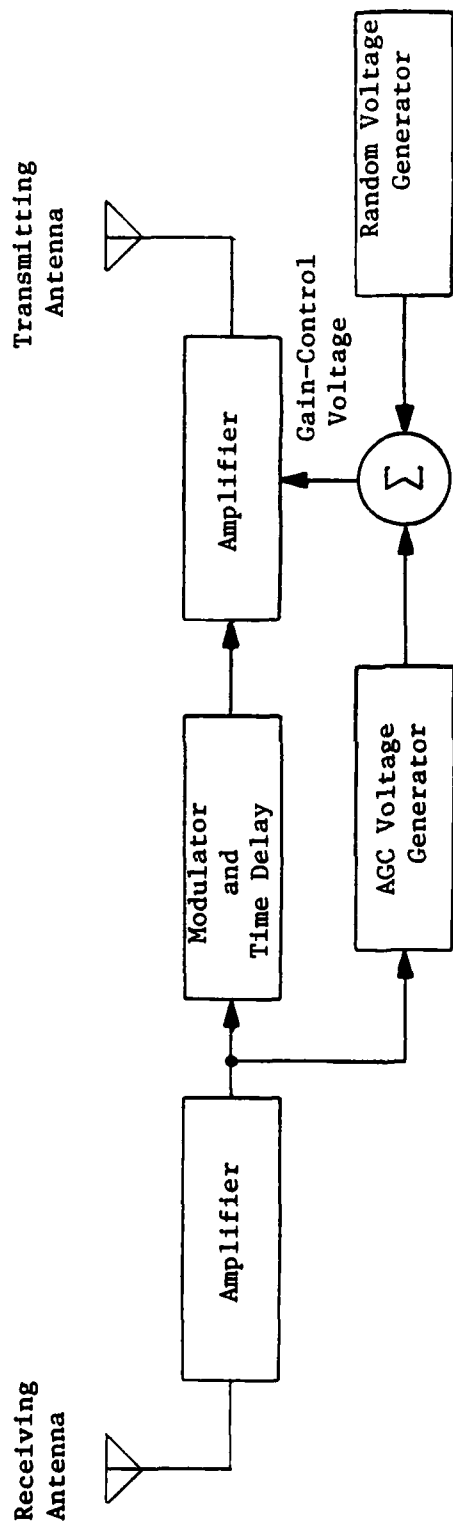 Receiving
Antenna
Amplifier
Modulator
and
Time Delay
Amplifier
Transmitting
Antenna
Gain-Control
Voltage
AGC Voltage
Generator
Σ
Random Voltage
Generator